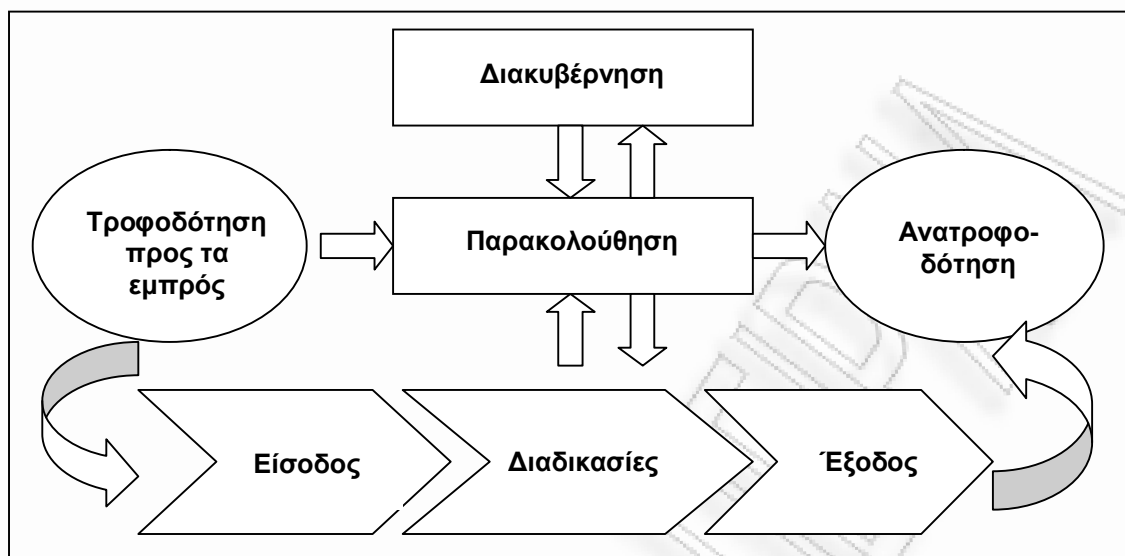 Διακυβέρνηση
Τροφοδότηση
προς τα
εμπρός
Παρακολούθηση
Ανατροφο-
δότηση
Είσοδος
Διαδικασίες
Έξοδος